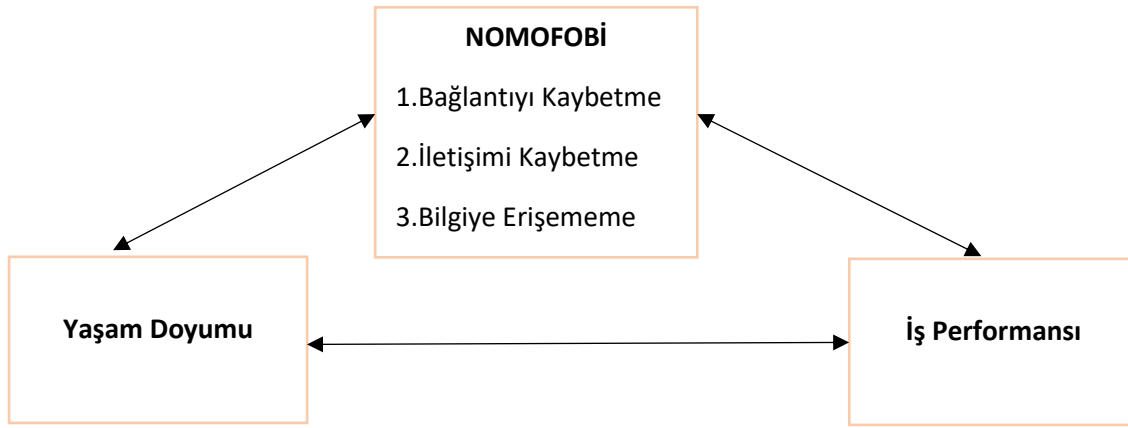 NOMOFOBİ
1.Bağlantıyı Kaybetme
2.İletişimi Kaybetme
3.Bilgiye Erişememe
Yaşam Doyumu
İş Performansı